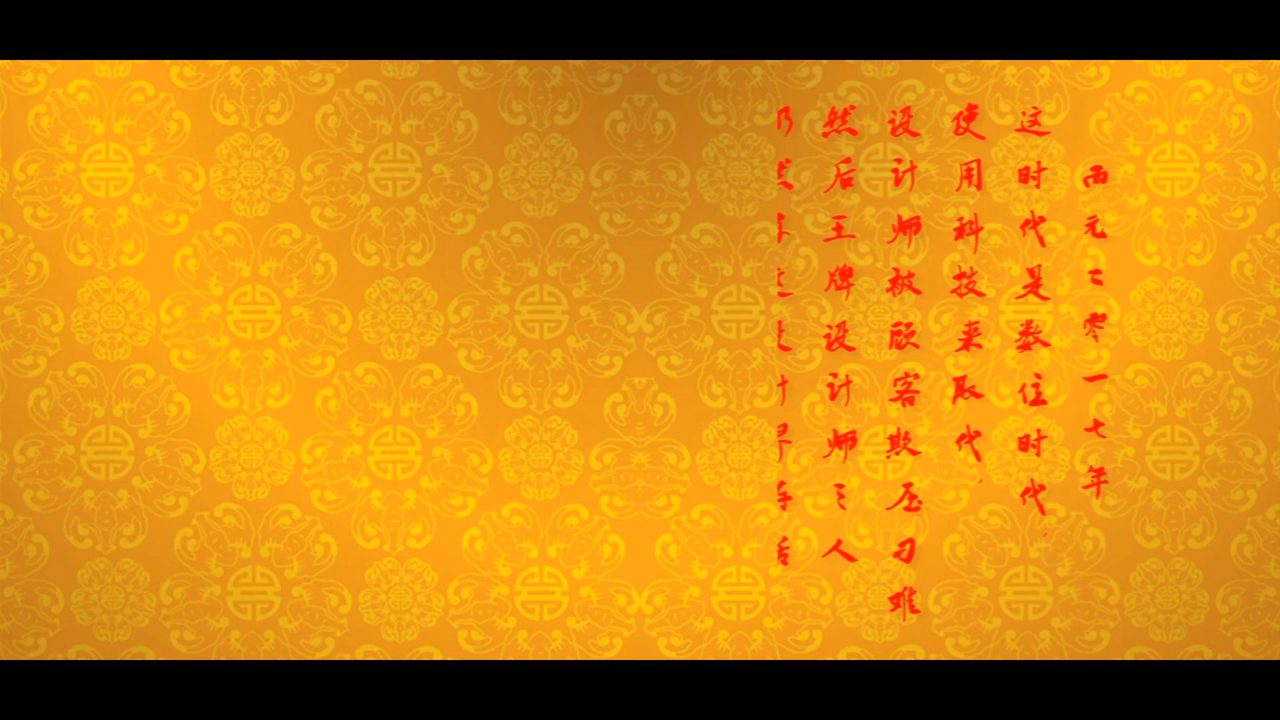 西元二零一七年
这时代是数位时代
使用科技来取代
设计师被顾客欺压刁难
然后王牌设计师之人